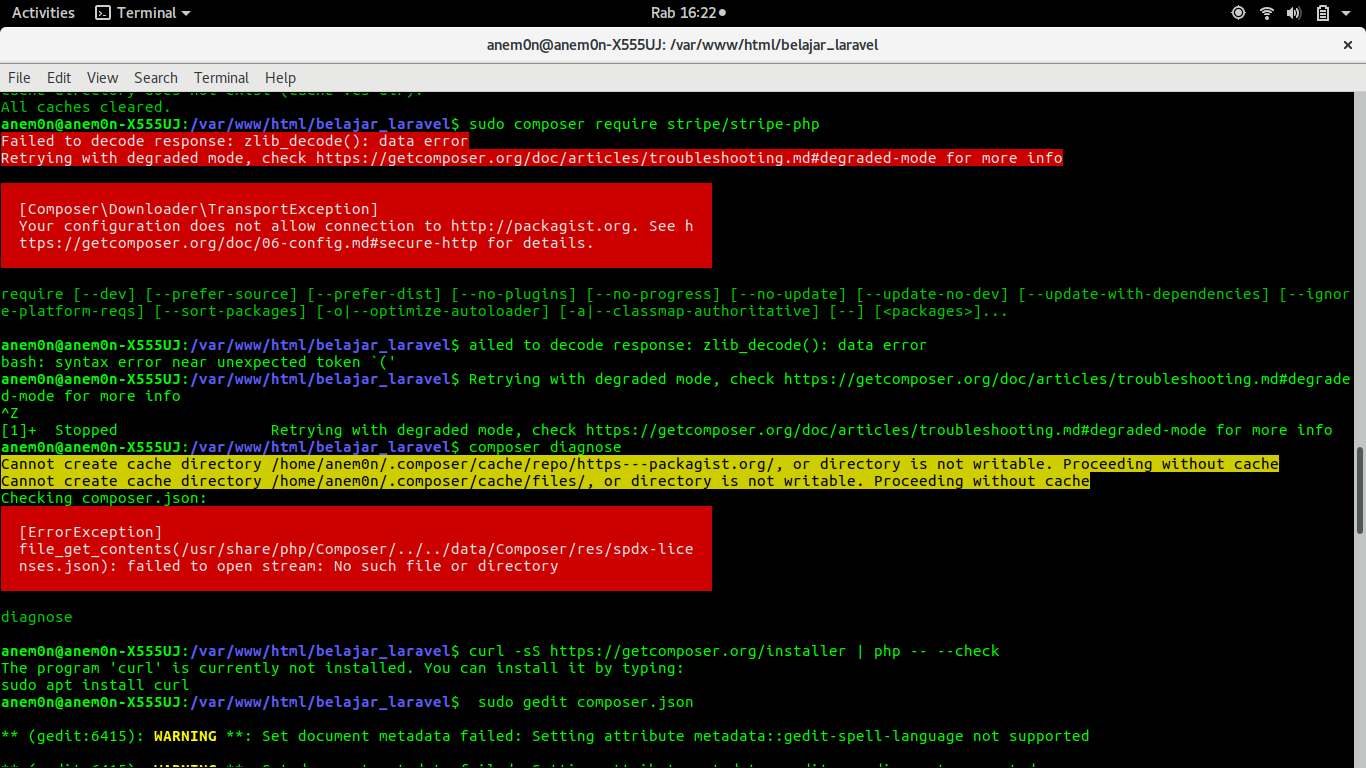 Activities Terminal Rab 16:22
anem0n@anem0n-X555UJ: /var/www/html/belajar_laravel
File Edit View Search Terminal Help
All caches cleared.
anem0n@anem0n-X555UJ:/var/www/html/belajar_laravel$ sudo composer require stripe/stripe-php
Failed to decode response: zlib_decode(): data error
Retrying with degraded mode, check https://getcomposer.org/doc/articles/troubleshooting.md#degraded-mode for more info
[Composer\Downloader\TransportException]
Your configuration does not allow connection to http://packagist.org. See h
ttps://getcomposer.org/doc/06-config.md#secure-http for details.
require [--dev] [--prefer-source] [--prefer-dist] [--no-plugins] [--no-progress] [--no-update] [--update-no-dev] [--update-with-dependencies] [--ignor
e-platform-reqs] [--sort-packages] [-o|--optimize-autoloader] [-a|--classmap-authoritative] [--] [<packages>]...
anem0n@anem0n-X555UJ:/var/www/html/belajar_laravel$ ailed to decode response: zlib_decode(): data error
bash: syntax error near unexpected token `('
anem0n@anem0n-X555UJ:/var/www/html/belajar_laravel$ Retrying with degraded mode, check https://getcomposer.org/doc/articles/troubleshooting.md#degrade
d-mode for more info
^Z
[1]+  Stopped                 Retrying with degraded mode, check https://getcomposer.org/doc/articles/troubleshooting.md#degraded-mode for more info
anem0n@anem0n-X555UJ:/var/www/html/belajar_laravel$ composer diagnose
Cannot create cache directory /home/anem0n/.composer/cache/repo/https---packagist.org/, or directory is not writable. Proceeding without cache
Cannot create cache directory /home/anem0n/.composer/cache/files/, or directory is not writable. Proceeding without cache
Checking composer.json:
[ErrorException]
file_get_contents(/usr/share/php/Composer/../../data/Composer/res/spdx-lice
nses.json): failed to open stream: No such file or directory
diagnose
anem0n@anem0n-X555UJ:/var/www/html/belajar_laravel$ curl -sS https://getcomposer.org/installer | php -- --check
The program 'curl' is currently not installed. You can install it by typing:
sudo apt install curl
anem0n@anem0n-X555UJ:/var/www/html/belajar_laravel$  sudo gedit composer.json
** (gedit:6415): WARNING **: Set document metadata failed: Setting attribute metadata::gedit-spell-language not supported